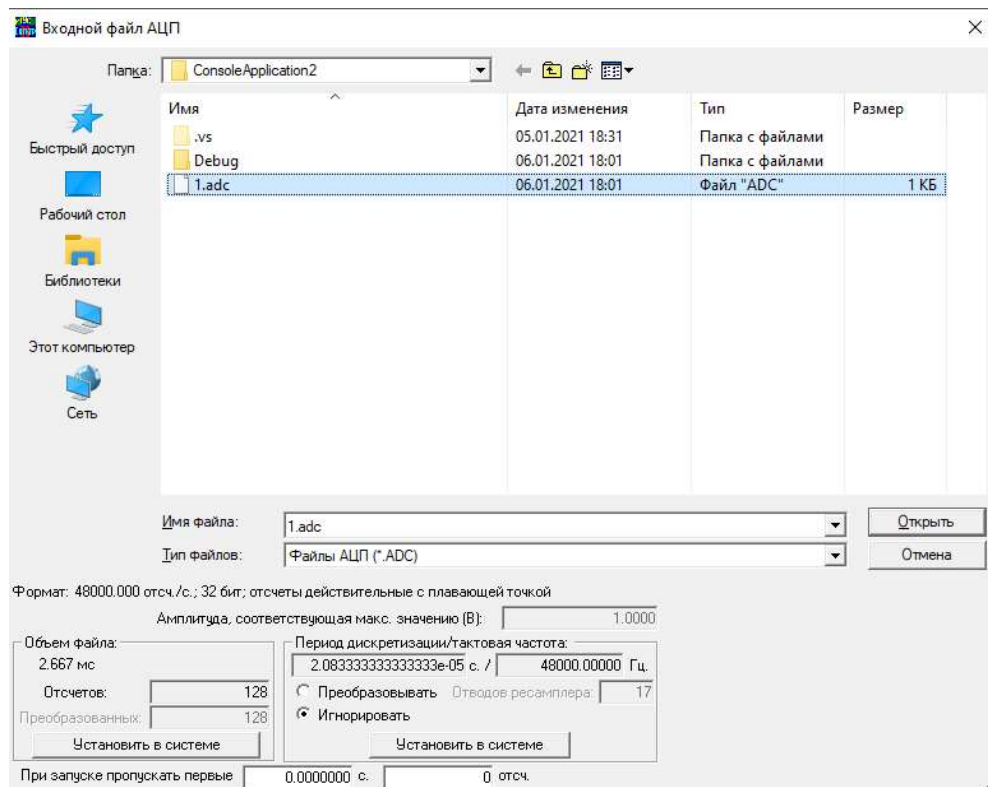 Входной файл АЦП
Папка: ConsoleApplication2
Имя Дата изменения Тип Размер
.vs 05.01.2021 18:31 Папка с файлами
Debug 06.01.2021 18:01 Папка с файлами
1.adc 06.01.2021 18:01 Файл "ADC" 1 КБ
Быстрый доступ
Рабочий стол
Библиотеки
Этот компьютер
Сеть
Имя файла: 1.adc Открыть
Тип файлов: Файлы АЦП (*.ADC) Отмена
Формат: 48000.000 отсч./с.; 32 бит; отсчеты действительные с плавающей точкой
Амплитуда, соответствующая макс. значению (В): 1.0000
Объем файла: Период дискретизации/тактовая частота:
2.667 мс 2.083333333333333e-05 с. / 48000.00000 Гц.
Отсчетов: 128 Преобразовывать Отводов ресамплера: 17
Преобразованных: 128 Игнорировать
Установить в системе Установить в системе
При запуске пропускать первые 0.0000000 с. 0 отсч.